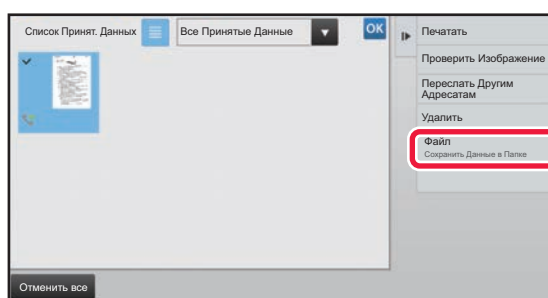 Список Принят. Данных
Все Принятые Данные
OK
Печатать
Проверить Изображение
Переслать Другим
Адресатам
Удалить
Файл
Сохранить Данные в Папке
Отменить все